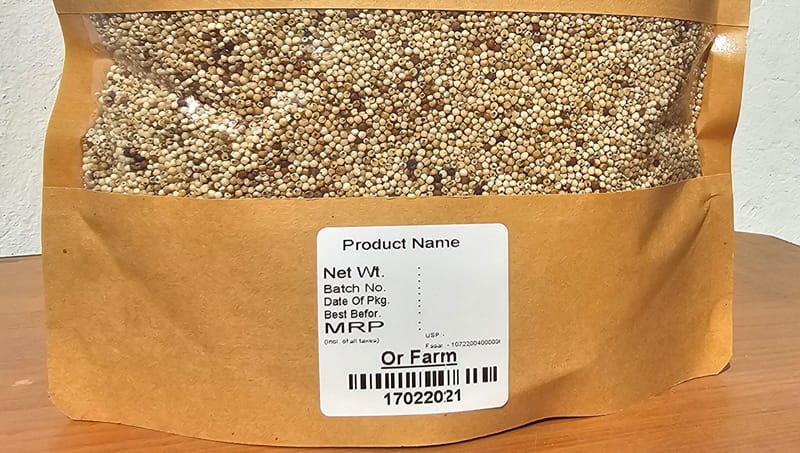 Product Name
Net Wt. :
Batch No. :
Date Of Pkg. :
Best Befor. :
MRP :
(Incl. of all taxes) USP :-
Fssai :-
Or Farm
17022021